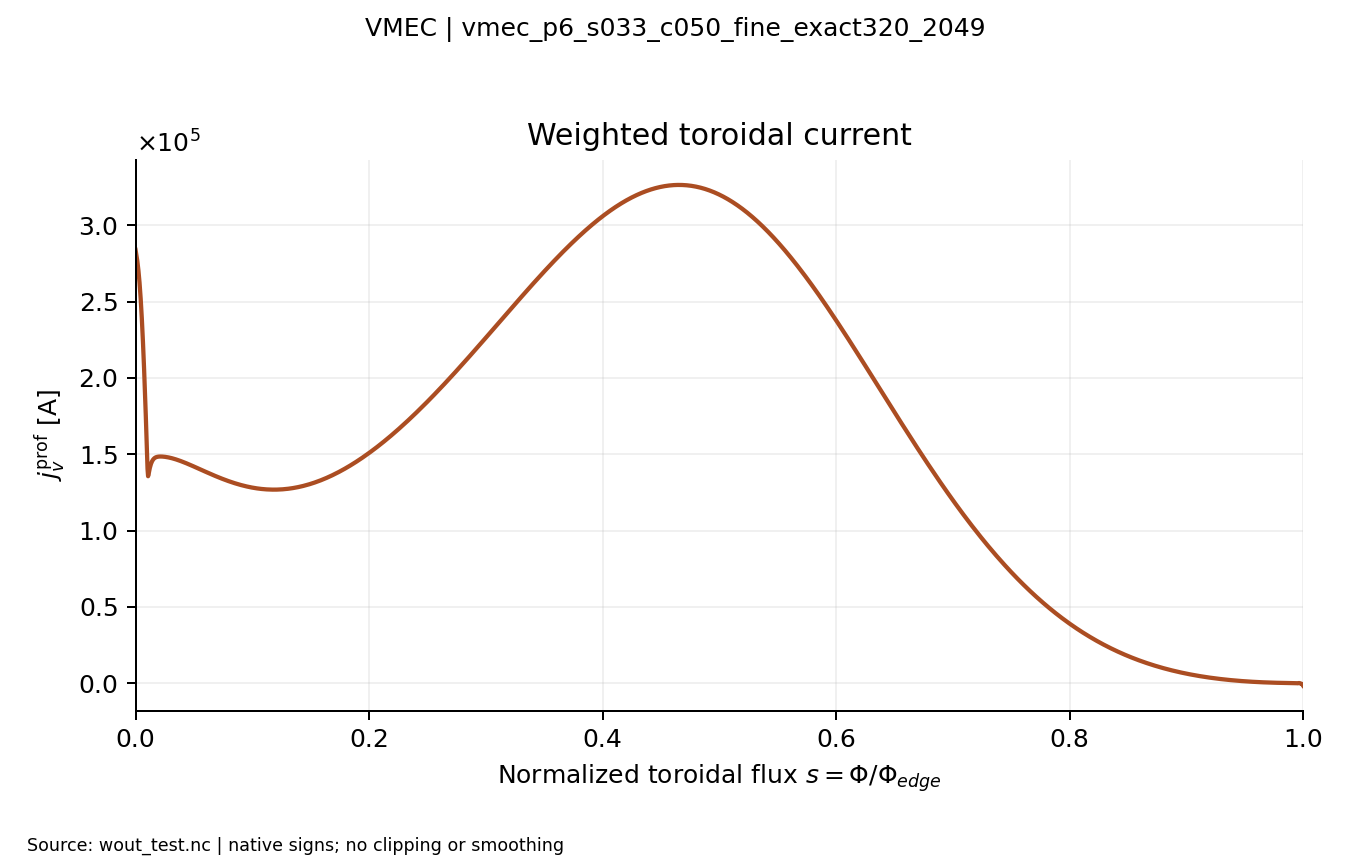 VMEC | vmec_p6_s033_c050_fine_exact320_2049
Weighted toroidal current
×10⁵
3.0
2.5
2.0
1.5
1.0
0.5
0.0
j_v^prof [A]
0.0 0.2 0.4 0.6 0.8 1.0
Normalized toroidal flux s = Φ/Φ_edge
Source: wout_test.nc | native signs; no clipping or smoothing